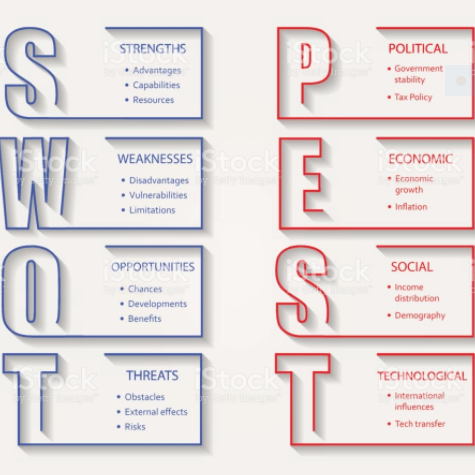 S
STRENGTHS
• Advantages
• Capabilities
• Resources
W
WEAKNESSES
• Disadvantages
• Vulnerabilities
• Limitations
O
OPPORTUNITIES
• Chances
• Developments
• Benefits
T
THREATS
• Obstacles
• External effects
• Risks
P
POLITICAL
• Government
stability
• Tax Policy
E
ECONOMIC
• Economic
growth
• Inflation
S
SOCIAL
• Income
distribution
• Demography
T
TECHNOLOGICAL
• International
influences
• Tech transfer
iStock